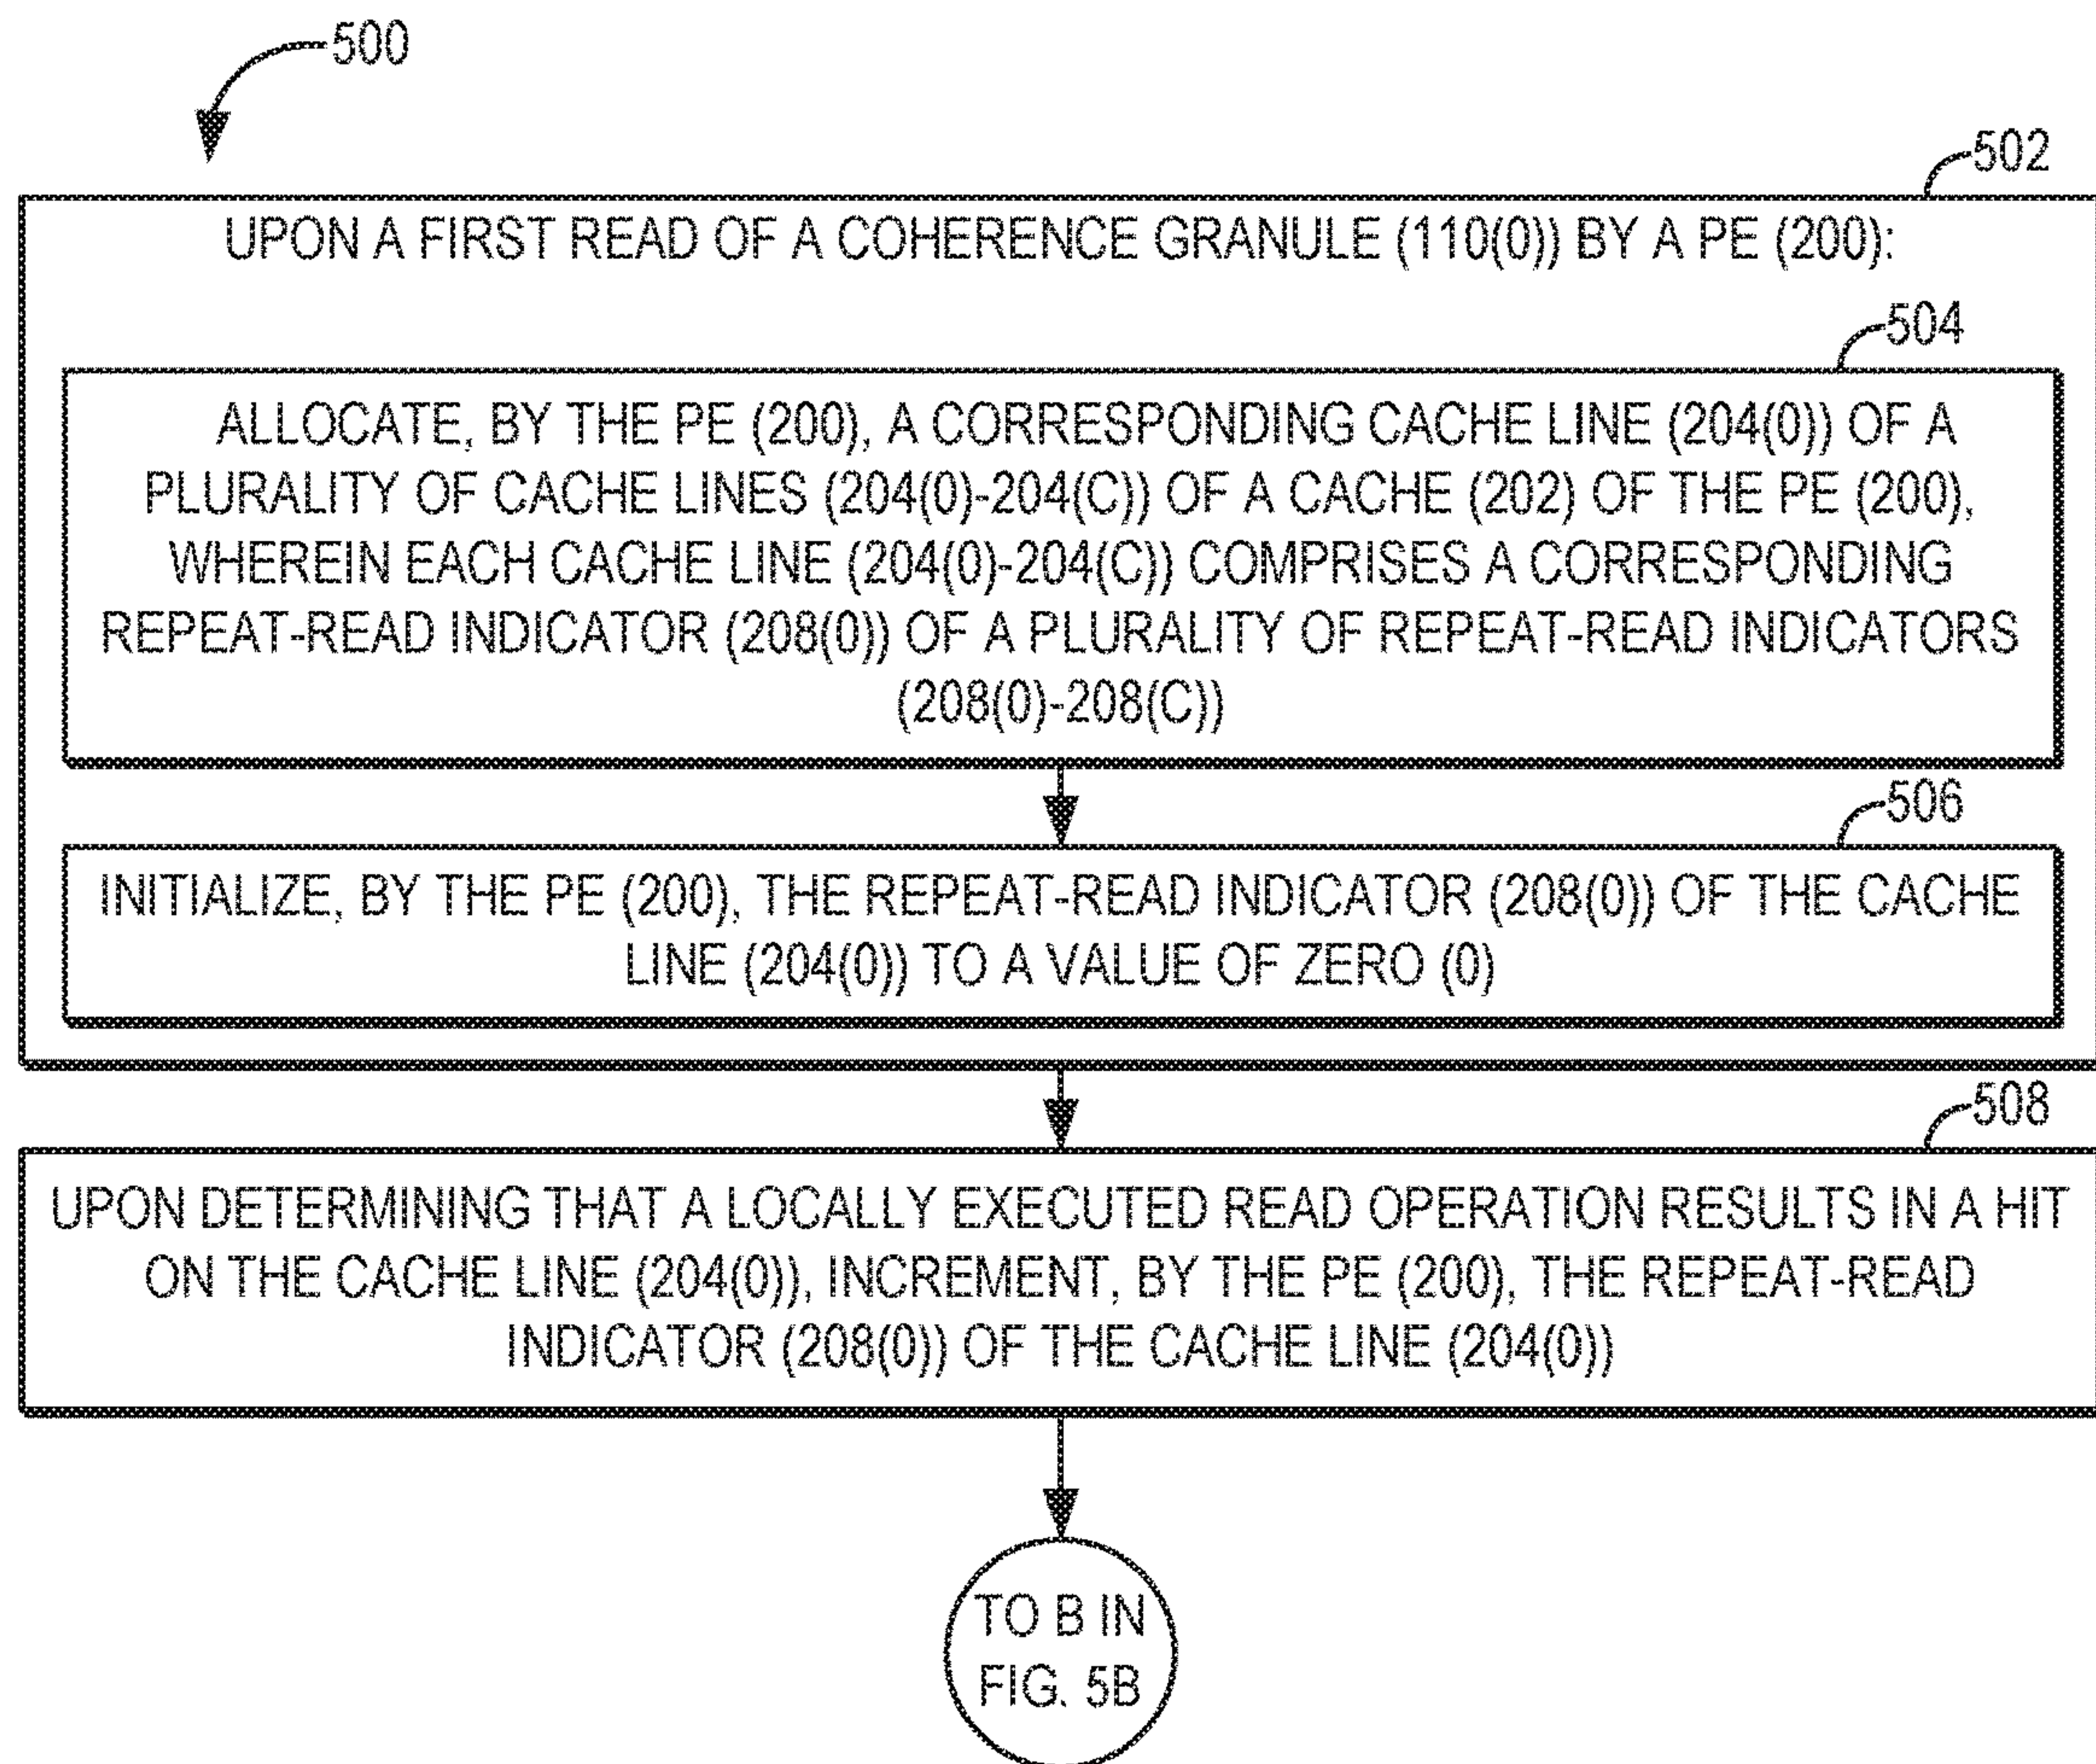 500
502
UPON A FIRST READ OF A COHERENCE GRANULE (110(0)) BY A PE (200):
504
ALLOCATE, BY THE PE (200), A CORRESPONDING CACHE LINE (204(0)) OF A
PLURALITY OF CACHE LINES (204(0)-204(C)) OF A CACHE (202) OF THE PE (200),
WHEREIN EACH CACHE LINE (204(0)-204(C)) COMPRISES A CORRESPONDING
REPEAT-READ INDICATOR (208(0)) OF A PLURALITY OF REPEAT-READ INDICATORS
(208(0)-208(C))
506
INITIALIZE, BY THE PE (200), THE REPEAT-READ INDICATOR (208(0)) OF THE CACHE
LINE (204(0)) TO A VALUE OF ZERO (0)
508
UPON DETERMINING THAT A LOCALLY EXECUTED READ OPERATION RESULTS IN A HIT
ON THE CACHE LINE (204(0)), INCREMENT, BY THE PE (200), THE REPEAT-READ
INDICATOR (208(0)) OF THE CACHE LINE (204(0))
TO B IN
FIG. 5B